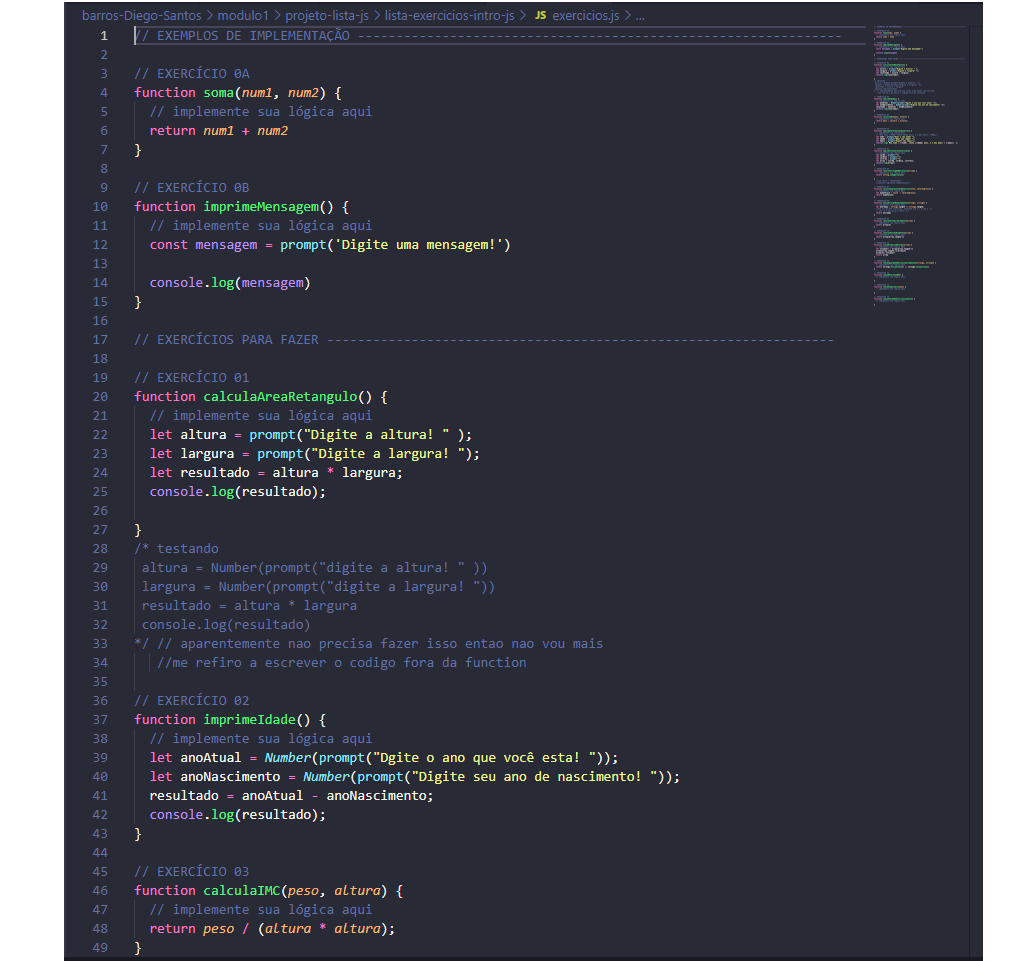 barros-Diego-Santos > modulo1 > projeto-lista-js > lista-exercicios-intro-js > JS exercicios.js > ...
1 // EXEMPLOS DE IMPLEMENTAÇÃO ---------------------------------------------------------------
2
3 // EXERCÍCIO 0A
4 function soma(num1, num2) {
5 // implemente sua lógica aqui
6 return num1 + num2
7 }
8
9 // EXERCÍCIO 0B
10 function imprimeMensagem() {
11 // implemente sua lógica aqui
12 const mensagem = prompt('Digite uma mensagem!')
13
14 console.log(mensagem)
15 }
16
17 // EXERCÍCIOS PARA FAZER ------------------------------------------------------------------
18
19 // EXERCÍCIO 01
20 function calculaAreaRetangulo() {
21 // implemente sua lógica aqui
22 let altura = prompt("Digite a altura! " );
23 let largura = prompt("Digite a largura! ");
24 let resultado = altura * largura;
25 console.log(resultado);
26
27 }
28 /* testando
29 altura = Number(prompt("digite a altura! " ))
30 largura = Number(prompt("digite a largura! "))
31 resultado = altura * largura
32 console.log(resultado)
33 */ // aparentemente nao precisa fazer isso entao nao vou mais
34 //me refiro a escrever o codigo fora da function
35
36 // EXERCÍCIO 02
37 function imprimeIdade() {
38 // implemente sua lógica aqui
39 let anoAtual = Number(prompt("Dgite o ano que você esta! "));
40 let anoNascimento = Number(prompt("Digite seu ano de nascimento! "));
41 resultado = anoAtual - anoNascimento;
42 console.log(resultado);
43 }
44
45 // EXERCÍCIO 03
46 function calculaIMC(peso, altura) {
47 // implemente sua lógica aqui
48 return peso / (altura * altura);
49 }